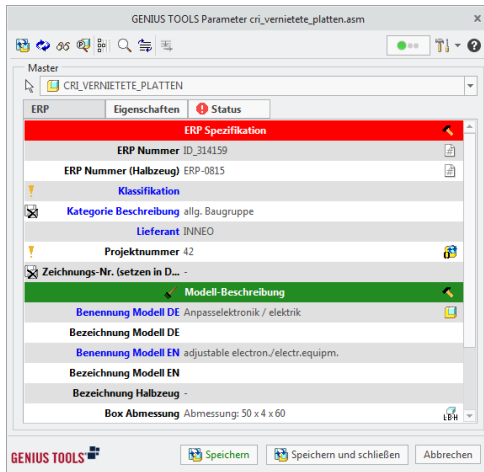 GENIUS TOOLS Parameter cri_vernietete_platten.asm x
Master
CRI_VERNIETETE_PLATTEN
ERP Eigenschaften Status
ERP Spezifikation
ERP Nummer ID_314159
ERP Nummer (Halbzeug) ERP-0815
Klassifikation
Kategorie Beschreibung allg. Baugruppe
Lieferant INNEO
Projektnummer 42
Zeichnungs-Nr. (setzen in D... -
Modell-Beschreibung
Benennung Modell DE Anpasselektronik / elektrik
Bezeichnung Modell DE
Benennung Modell EN adjustable electron./electr.equipm.
Bezeichnung Modell EN
Bezeichnung Halbzeug -
Box Abmessung Abmessung: 50 x 4 x 60 LBH
GENIUS TOOLS Speichern Speichern und schließen Abbrechen